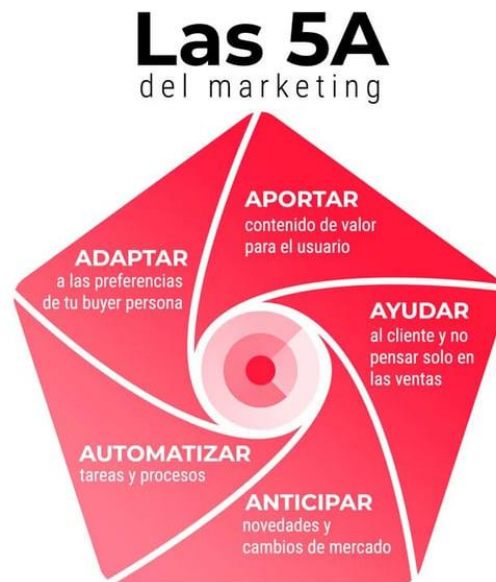 Las 5A
del marketing
APORTAR
contenido de valor
para el usuario
AYUDAR
al cliente y no
pensar solo en
las ventas
ANTICIPAR
novedades y
cambios de mercado
AUTOMATIZAR
tareas y procesos
ADAPTAR
a las preferencias
de tu buyer persona